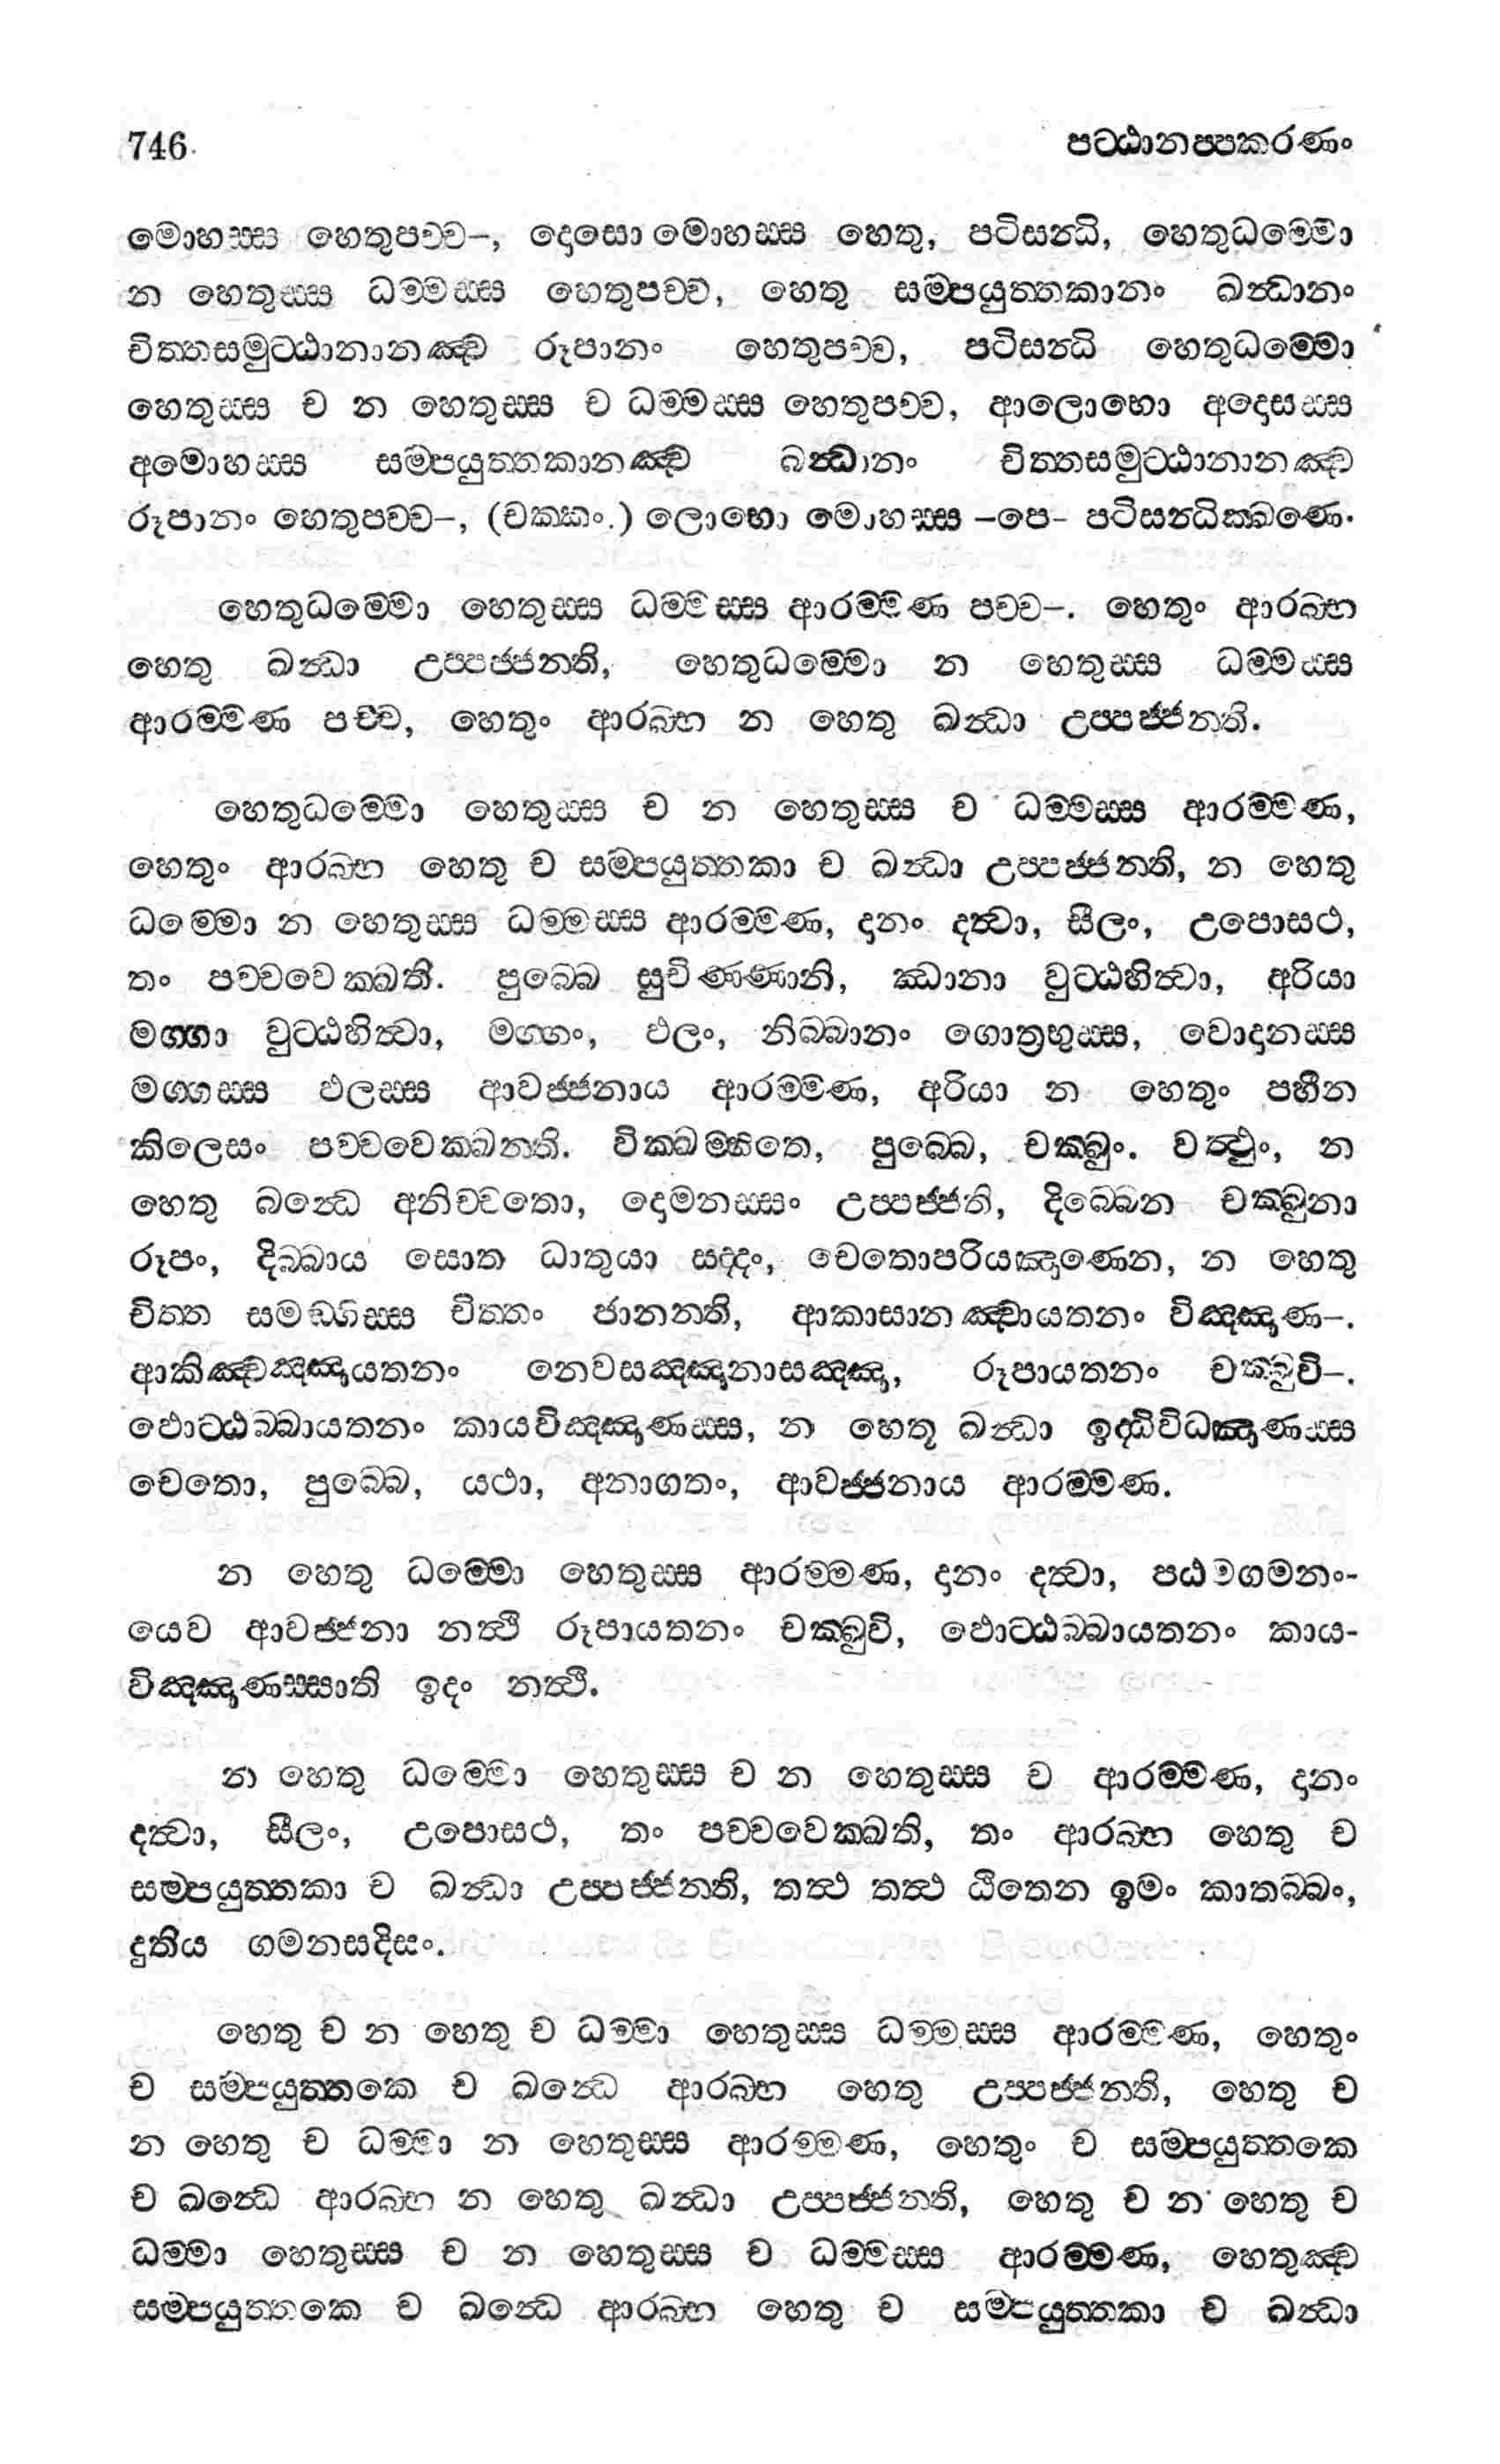 746 පට්ඨානප්පකරණං
මොහස්ස හෙතුපච්ච–, දොසො මොහස්ස හෙතු, පටිසන්ධි, හෙතුධම්මො
න හෙතුස්ස ධම්මස්ස හෙතුපච්ච, හෙතු සම්පයුත්තකානං ඛන්ධානං
චිත්තසමුට්ඨානානඤ්ච රූපානං හෙතුපච්ච, පටිසන්ධි හෙතුධම්මො
හෙතුස්ස ච න හෙතුස්ස ච ධම්මස්ස හෙතුපච්ච, ආලොභො අදොසස්ස
අමොහස්ස සම්පයුත්තකානඤ්ච ඛන්ධානං චිත්තසමුට්ඨානානඤ්ච
රූපානං හෙතුපච්ච–, (චක්කං.) ලොභො මොහස්ස –පෙ– පටිසන්ධික්ඛණෙ.
හෙතුධම්මො හෙතුස්ස ධම්මස්ස ආරම්මණ පච්ච–. හෙතුං ආරබ්භ
හෙතු ඛන්ධා උප්පජ්ජන්ති, හෙතුධම්මො න හෙතුස්ස ධම්මස්ස
ආරම්මණ පච්ච, හෙතුං ආරබ්භ න හෙතු ඛන්ධා උප්පජ්ජන්ති.
හෙතුධම්මො හෙතුස්ස ච න හෙතුස්ස ච ධම්මස්ස ආරම්මණ,
හෙතුං ආරබ්භ හෙතු ච සම්පයුත්තකා ච ඛන්ධා උප්පජ්ජන්ති, න හෙතු
ධම්මො න හෙතුස්ස ධම්මස්ස ආරම්මණ, දානං දත්වා, සීලං, උපොසථ,
තං පච්චවෙක්ඛති. පුබ්බෙ සුචිණ්ණානි, ඣානා වුට්ඨහිත්වා, අරියා
මග්ගා වුට්ඨහිත්වා, මග්ගං, ඵලං, නිබ්බානං ගොත්‍රභුස්ස, වොදානස්ස
මග්ගස්ස ඵලස්ස ආවජ්ජනාය ආරම්මණ, අරියා න හෙතුං පහීන
කිලෙසං පච්චවෙක්ඛන්ති. වික්ඛම්භිතෙ, පුබ්බෙ, චක්ඛුං. වත්ථුං, න
හෙතු ඛන්ධෙ අනිච්චතො, දොමනස්සං උප්පජ්ජති, දිබ්බෙන චක්ඛුනා
රූපං, දිබ්බාය සොත ධාතුයා සද්දං, චෙතොපරියඤාණෙන, න හෙතු
චිත්ත සමඞ්ගිස්ස චිත්තං ජානන්ති, ආකාසානඤ්චායතනං විඤ්ඤාණ–.
ආකිඤ්චඤ්ඤායතනං නෙවසඤ්ඤානාසඤ්ඤා, රූපායතනං චක්ඛුවි–.
ඵොට්ඨබ්බායතනං කායවිඤ්ඤාණස්ස, න හෙතූ ඛන්ධා ඉද්ධිවිධඤාණස්ස
චෙතො, පුබ්බෙ, යථා, අනාගතං, ආවජ්ජනාය ආරම්මණ.
න හෙතු ධම්මො හෙතුස්ස ආරම්මණ, දානං දත්වා, පඨමගමනං-
යෙව ආවජ්ජනා නත්ථි රූපායතනං චක්ඛුවි, ඵොට්ඨබ්බායතනං කාය-
විඤ්ඤාණස්සාති ඉදං නත්ථි.
න හෙතු ධම්මො හෙතුස්ස ච න හෙතුස්ස ච ආරම්මණ, දානං
දත්වා, සීලං, උපොසථ, තං පච්චවෙක්ඛති, තං ආරබ්භ හෙතු ච
සම්පයුත්තකා ච ඛන්ධා උප්පජ්ජන්ති, තත්ථ තත්ථ ඨිතෙන ඉමං කාතබ්බං,
දුතිය ගමනසදිසං.
හෙතු ච න හෙතු ච ධම්මා හෙතුස්ස ධම්මස්ස ආරම්මණ, හෙතුං
ච සම්පයුත්තකෙ ච ඛන්ධෙ ආරබ්භ හෙතු උප්පජ්ජන්ති, හෙතු ච
න හෙතු ච ධම්මා න හෙතුස්ස ආරම්මණ, හෙතුං ච සම්පයුත්තකෙ
ච ඛන්ධෙ ආරබ්භ න හෙතු ඛන්ධා උප්පජ්ජන්ති, හෙතු ච න හෙතු ච
ධම්මා හෙතුස්ස ච න හෙතුස්ස ච ධම්මස්ස ආරම්මණ, හෙතුඤ්ච
සම්පයුත්තකෙ ච ඛන්ධෙ ආරබ්භ හෙතු ච සම්පයුත්තකා ච ඛන්ධා